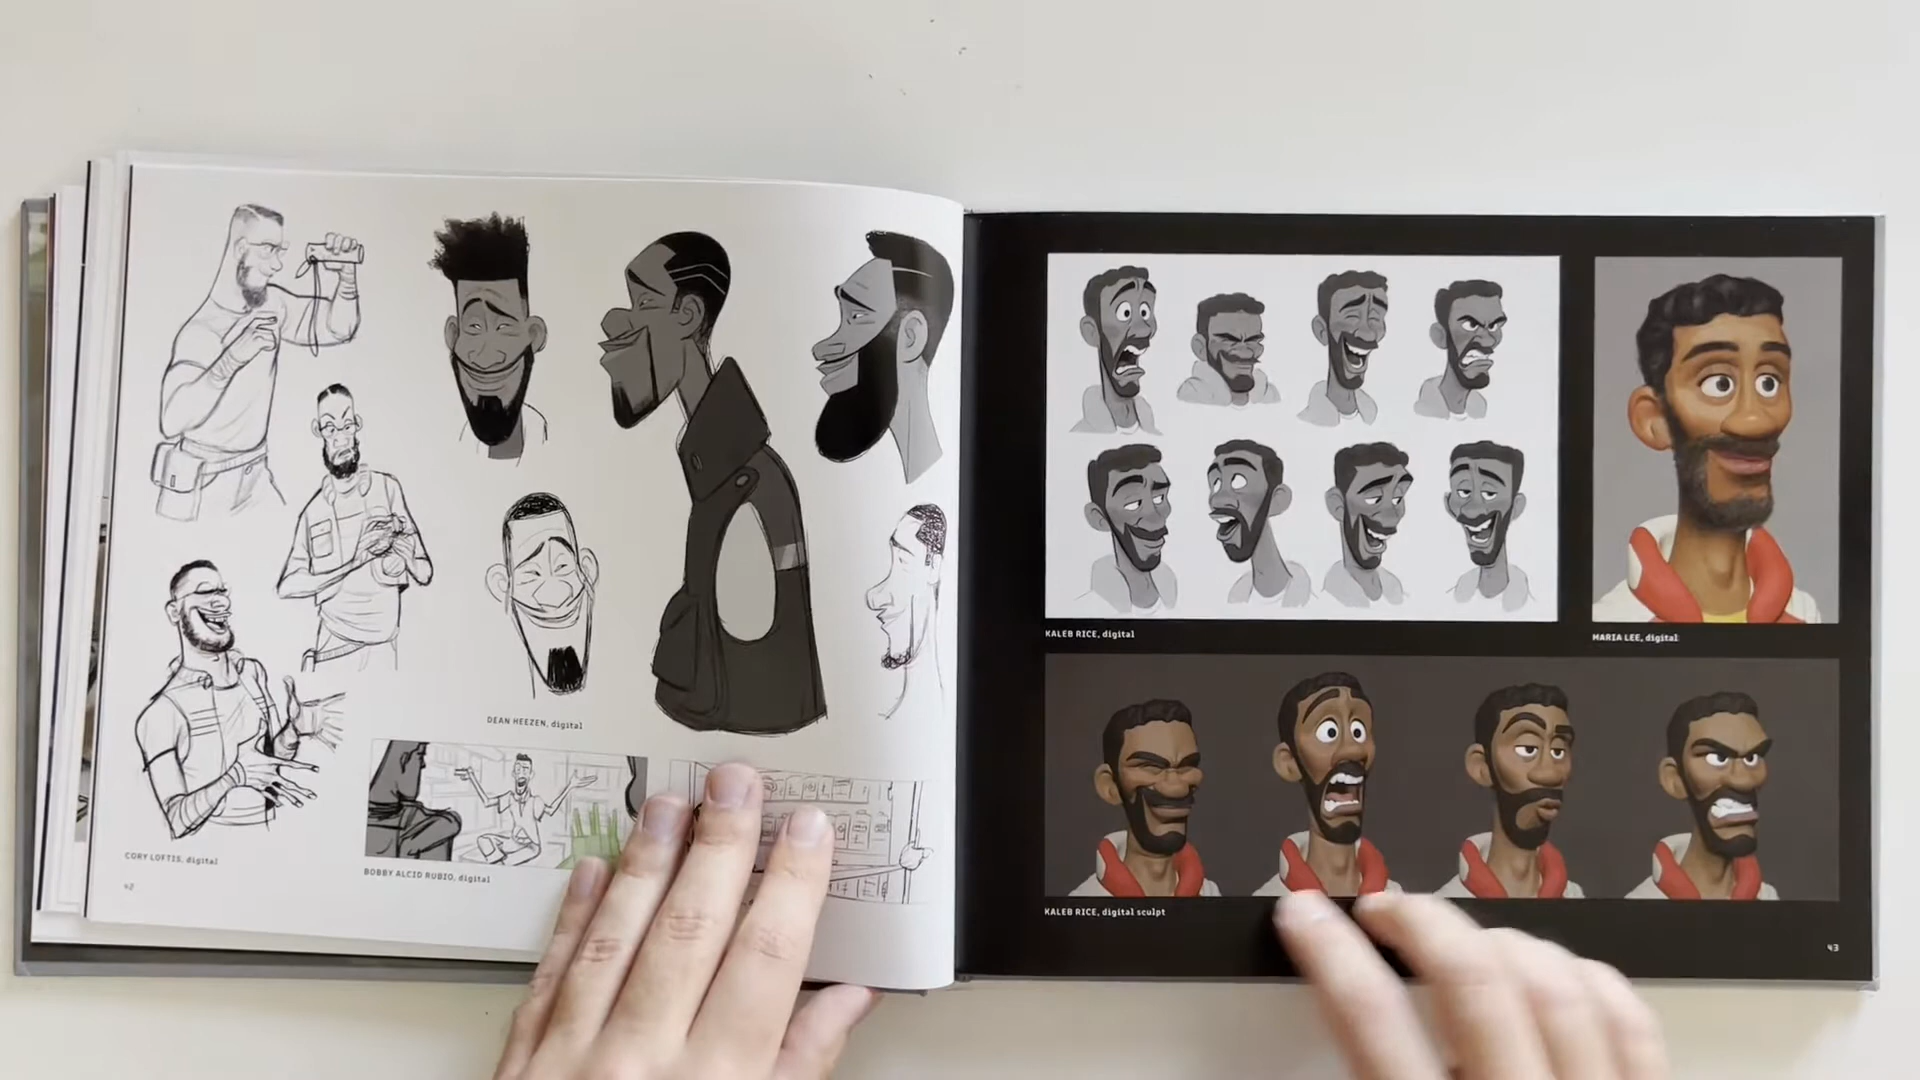 DEAN HEEZEN, digital
CORY LOFTIS, digital
BOBBY ALCID RUBIO, digital
42
KALEB RICE, digital
MARIA LEE, digital
KALEB RICE, digital sculpt
43